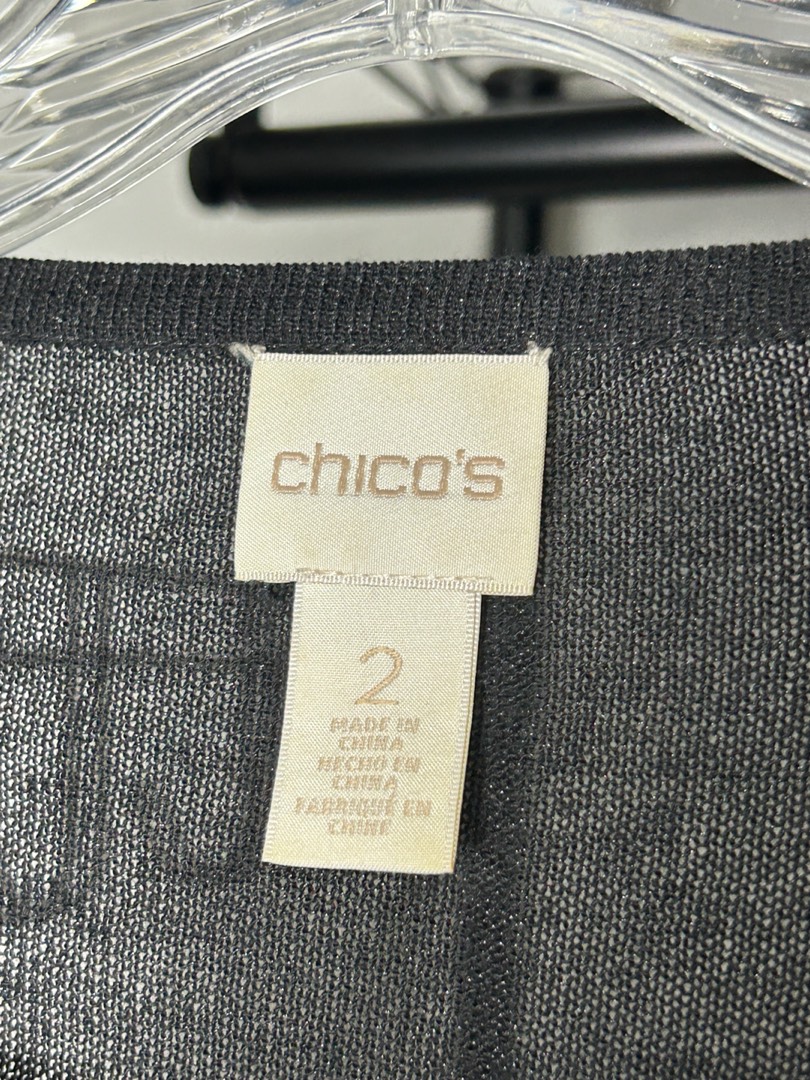 chico's
2
MADE IN
CHINA
HECHO EN
CHINA
FABRIQUÉ EN
CHINE